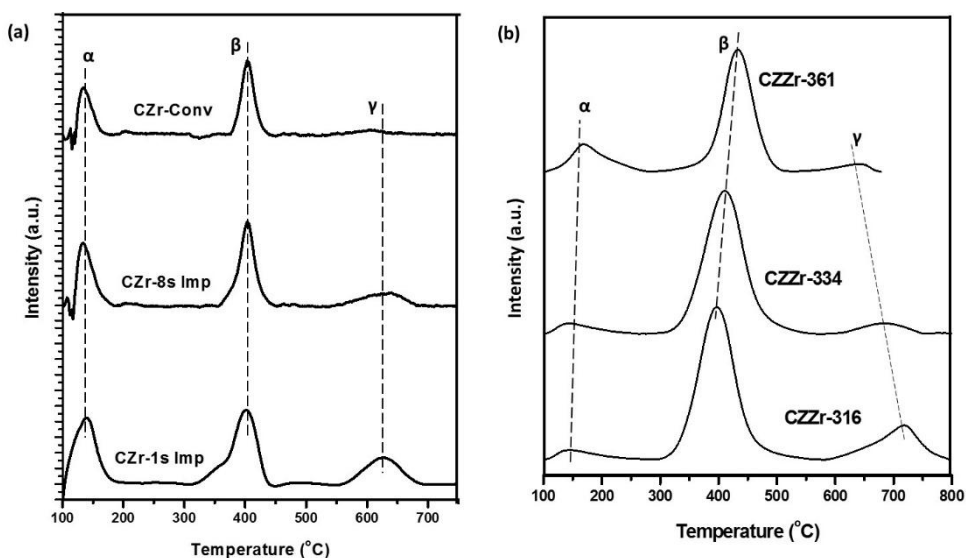 (a)
α
β
γ
CZr-Conv
CZr-8s Imp
CZr-1s Imp
Intensity (a.u.)
100 200 300 400 500 600 700
Temperature (°C)
(b)
α
β
γ
CZZr-361
CZZr-334
CZZr-316
Intensity (a.u.)
100 200 300 400 500 600 700 800
Temperature (°C)